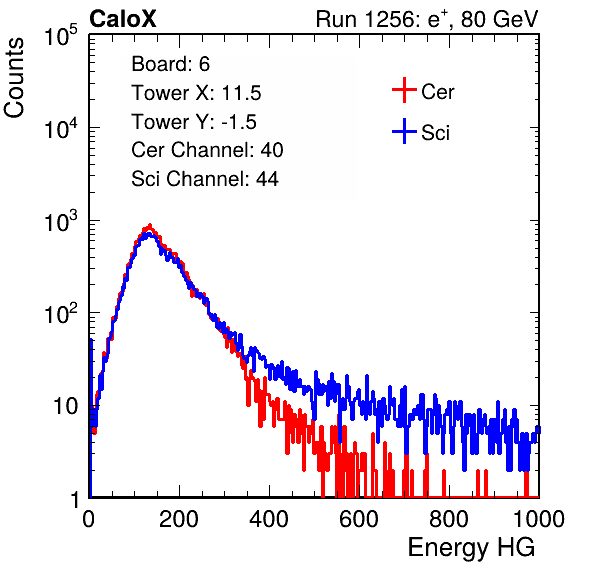 CaloX
Run 1256: e⁺, 80 GeV
Counts
10⁵
10⁴
10³
10²
10
1
Board: 6
Tower X: 11.5
Tower Y: -1.5
Cer Channel: 40
Sci Channel: 44
Cer
Sci
0 200 400 600 800 1000
Energy HG